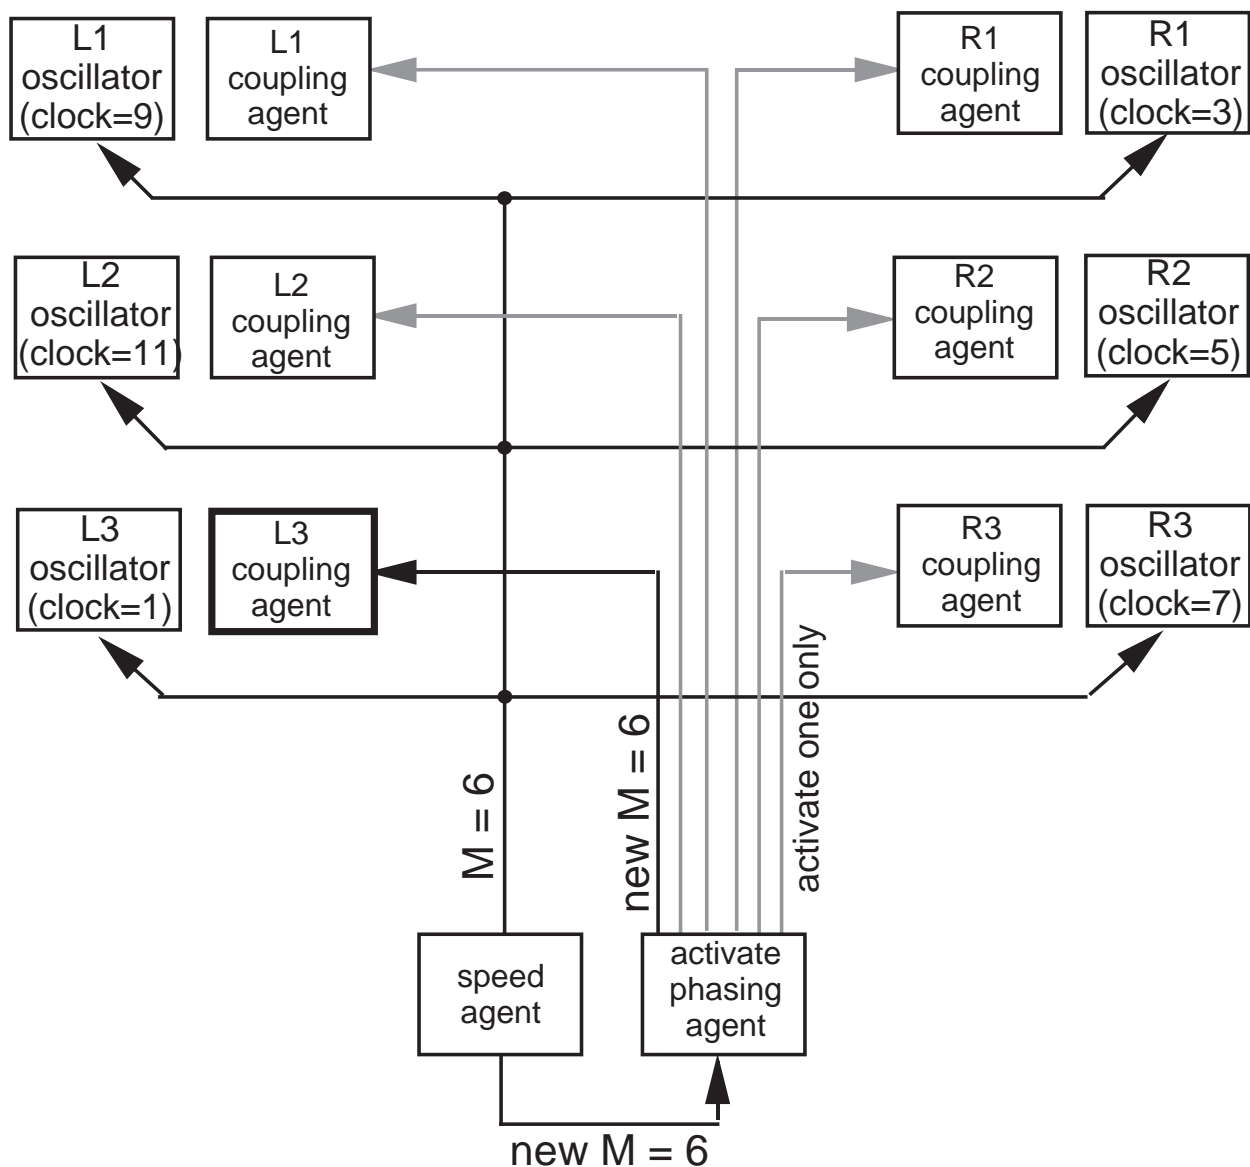 L1
oscillator
(clock=9)
L1
coupling
agent
R1
coupling
agent
R1
oscillator
(clock=3)
L2
oscillator
(clock=11)
L2
coupling
agent
R2
coupling
agent
R2
oscillator
(clock=5)
L3
oscillator
(clock=1)
L3
coupling
agent
R3
coupling
agent
R3
oscillator
(clock=7)
M = 6
new M = 6
activate one only
speed
agent
activate
phasing
agent
new M = 6